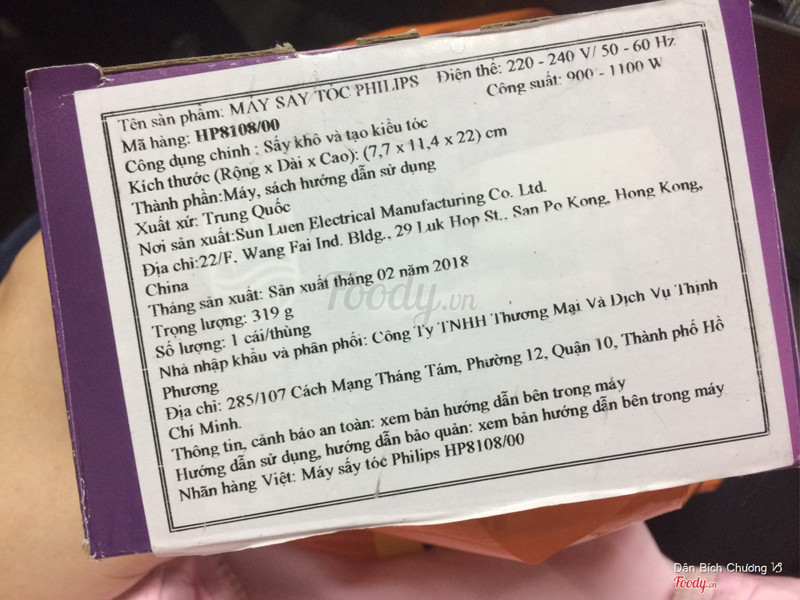 Tên sản phẩm: MÁY SẤY TÓC PHILIPS Điện thế: 220 - 240 V/ 50 - 60 Hz
Mã hàng: HP8108/00 Công suất: 900 - 1100 W
Công dụng chính : Sấy khô và tạo kiểu tóc
Kích thước (Rộng x Dài x Cao): (7,7 x 11,4 x 22) cm
Thành phần:Máy, sách hướng dẫn sử dụng
Xuất xứ: Trung Quốc
Nơi sản xuất:Sun Luen Electrical Manufacturing Co. Ltd.
Địa chỉ:22/F, Wang Fai Ind. Bldg., 29 Luk Hop St., San Po Kong, Hong Kong,
China
Tháng sản xuất: Sản xuất tháng 02 năm 2018
Trọng lượng: 319 g
Số lượng: 1 cái/thùng
Nhà nhập khẩu và phân phối: Công Ty TNHH Thương Mại Và Dịch Vụ Thịnh
Phương
Địa chỉ: 285/107 Cách Mạng Tháng Tám, Phường 12, Quận 10, Thành phố Hồ
Chí Minh.
Thông tin, cảnh báo an toàn: xem bản hướng dẫn bên trong máy
Hướng dẫn sử dụng, hướng dẫn bảo quản: xem bản hướng dẫn bên trong máy
Nhãn hàng Việt: Máy sấy tóc Philips HP8108/00
Foody.vn
Dân Bích Chương
Foody.vn